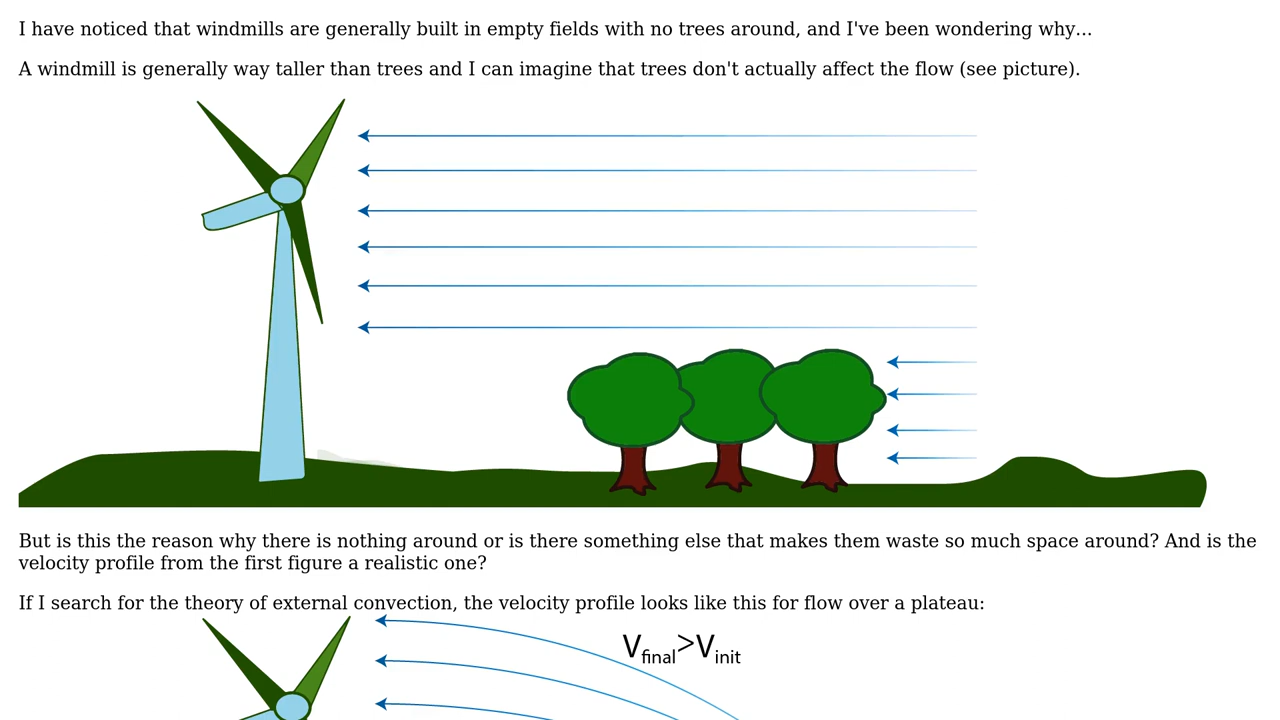 I have noticed that windmills are generally built in empty fields with no trees around, and I've been wondering why...
A windmill is generally way taller than trees and I can imagine that trees don't actually affect the flow (see picture).
But is this the reason why there is nothing around or is there something else that makes them waste so much space around? And is the
velocity profile from the first figure a realistic one?
If I search for the theory of external convection, the velocity profile looks like this for flow over a plateau:
Vfinal>Vinit